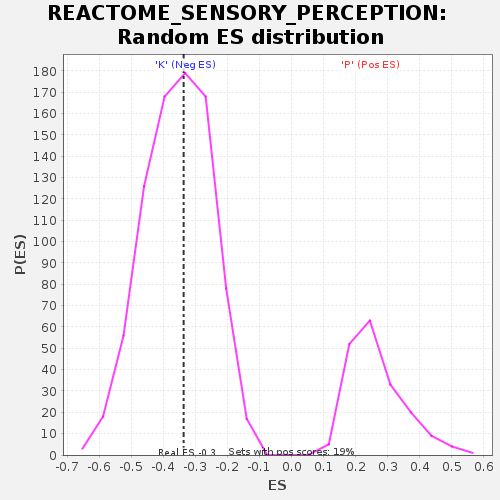 REACTOME_SENSORY_PERCEPTION:
Random ES distribution
'K' (Neg ES)
'P' (Pos ES)
180
170
160
150
140
130
120
110
100
90
80
70
60
50
40
30
20
10
0
P(ES)
Real ES -0.3
Sets with pos scores: 19%
-0.7 -0.6 -0.5 -0.4 -0.3 -0.2 -0.1 0.0 0.1 0.2 0.3 0.4 0.5 0.6
ES